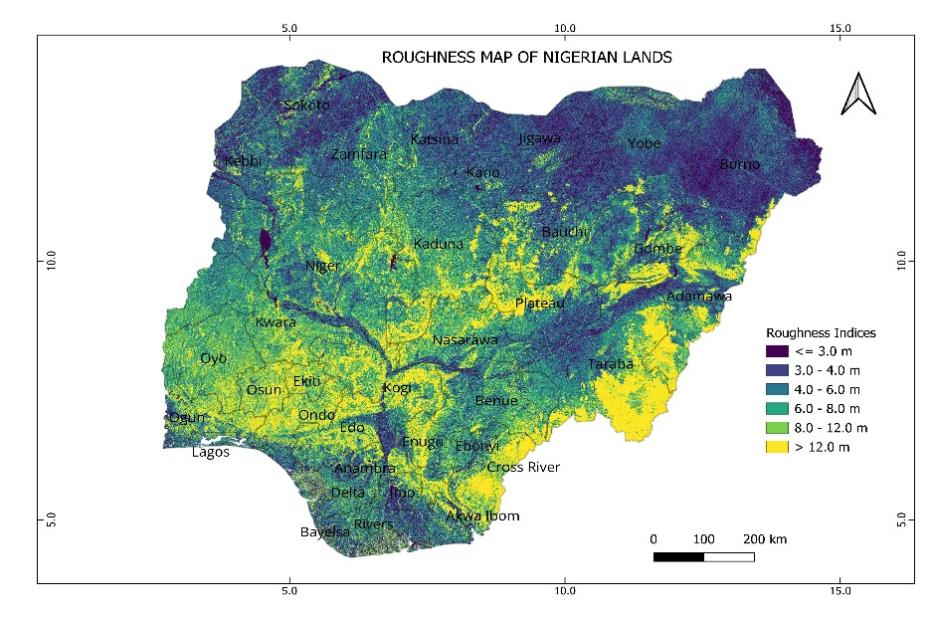 5.0 10.0 15.0
ROUGHNESS MAP OF NIGERIAN LANDS
Sokoto
Katsina
Jigawa
Yobe
Zamfara
Kebbi
Borno
Kano
Bauchi
Kaduna
Gombe
10.0 10.0
Niger
Adamawa
Plateau
Kwara
Roughness Indices
Nasarawa
<= 3.0 m
Oyo
Taraba
3.0 - 4.0 m
Ekiti
Osun
Kogi
4.0 - 6.0 m
Benue
6.0 - 8.0 m
Ogun
Ondo
Edo
8.0 - 12.0 m
Enugu
Ebonyi
> 12.0 m
Lagos
Anambra
Cross River
Delta
Imo
Akwa Ibom
5.0 5.0
Rivers
Bayelsa
0 100 200 km
5.0 10.0 15.0